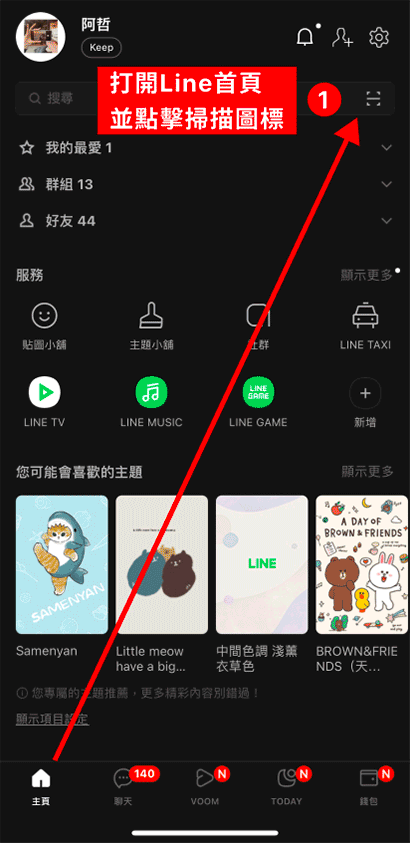 阿哲
Keep
打開Line首頁
並點擊掃描圖標
1
搜尋
我的最愛 1
群組 13
好友 44
服務
顯示更多
貼圖小舖
主題小舖
社群
LINE TAXI
LINE GAME
LINE TV
LINE MUSIC
LINE GAME
新增
您可能會喜歡的主題
顯示更多
SAMENYAN
LINE
A DAY OF
BROWN & FRIENDS
Samenyan
Little meow
have a big...
中間色調 淺薰
衣草色
BROWN&FRIE
NDS（天...
您專屬的主題推薦，更多精彩內容別錯過！
顯示項目設定
140
N
N
N
主頁
聊天
VOOM
TODAY
錢包